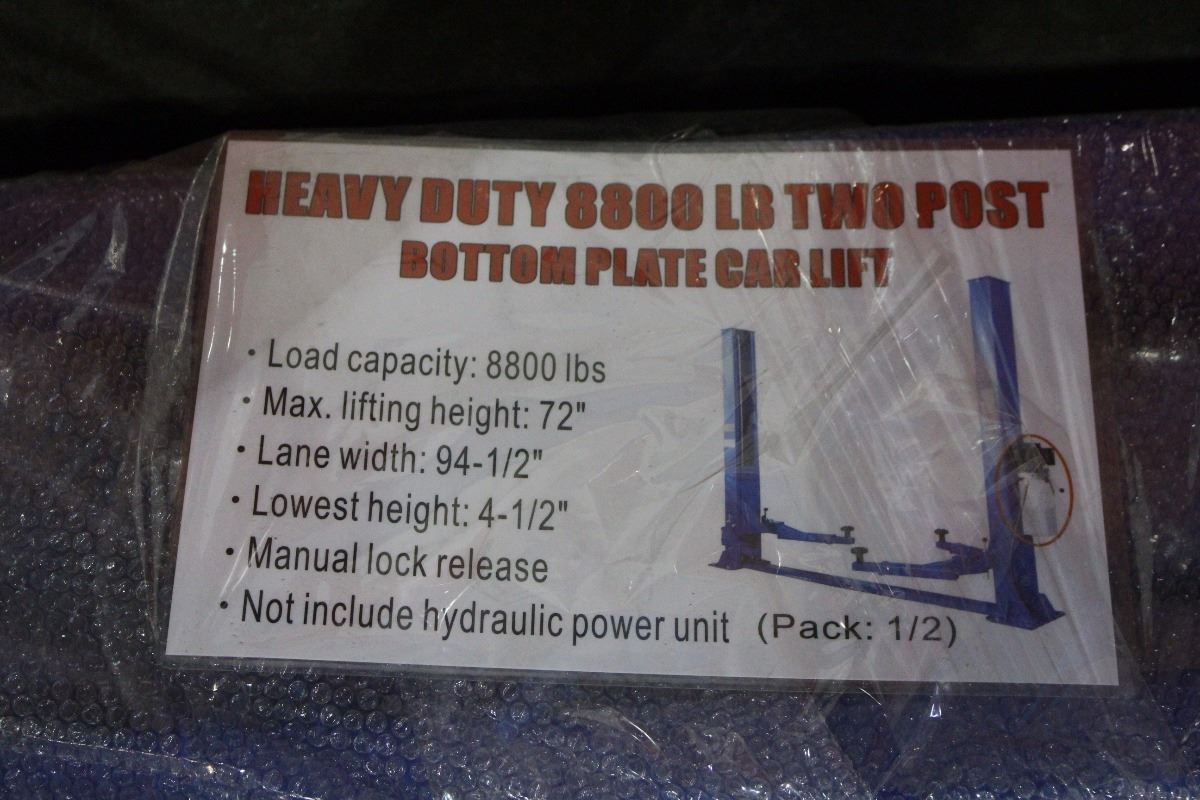 HEAVY DUTY 8800 LB TWO POST
BOTTOM PLATE CAR LIFT
· Load capacity: 8800 lbs
· Max. lifting height: 72"
· Lane width: 94-1/2"
· Lowest height: 4-1/2"
· Manual lock release
· Not include hydraulic power unit (Pack: 1/2)